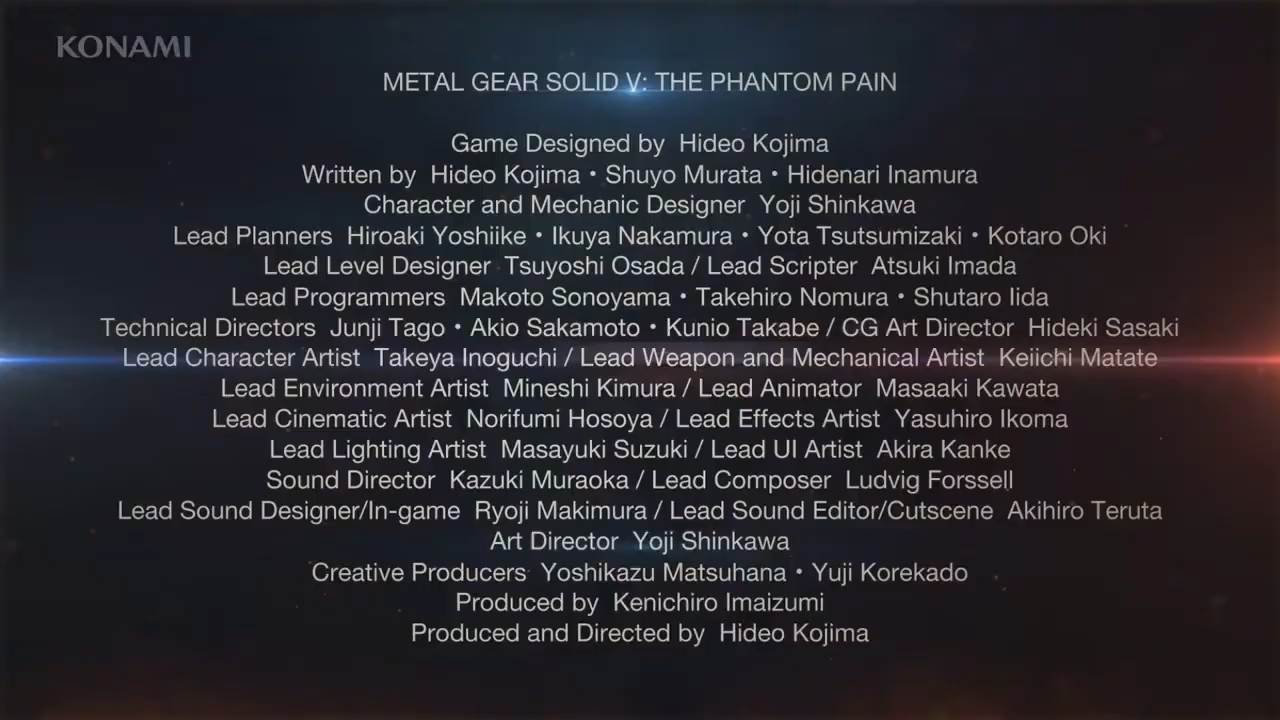 KONAMI
METAL GEAR SOLID V: THE PHANTOM PAIN
Game Designed by Hideo Kojima
Written by Hideo Kojima・Shuyo Murata・Hidenari Inamura
Character and Mechanic Designer Yoji Shinkawa
Lead Planners Hiroaki Yoshiike・Ikuya Nakamura・Yota Tsutsumizaki・Kotaro Oki
Lead Level Designer Tsuyoshi Osada / Lead Scripter Atsuki Imada
Lead Programmers Makoto Sonoyama・Takehiro Nomura・Shutaro Iida
Technical Directors Junji Tago・Akio Sakamoto・Kunio Takabe / CG Art Director Hideki Sasaki
Lead Character Artist Takeya Inoguchi / Lead Weapon and Mechanical Artist Keiichi Matate
Lead Environment Artist Mineshi Kimura / Lead Animator Masaaki Kawata
Lead Cinematic Artist Norifumi Hosoya / Lead Effects Artist Yasuhiro Ikoma
Lead Lighting Artist Masayuki Suzuki / Lead UI Artist Akira Kanke
Sound Director Kazuki Muraoka / Lead Composer Ludvig Forssell
Lead Sound Designer/In-game Ryoji Makimura / Lead Sound Editor/Cutscene Akihiro Teruta
Art Director Yoji Shinkawa
Creative Producers Yoshikazu Matsuhana・Yuji Korekado
Produced by Kenichiro Imaizumi
Produced and Directed by Hideo Kojima